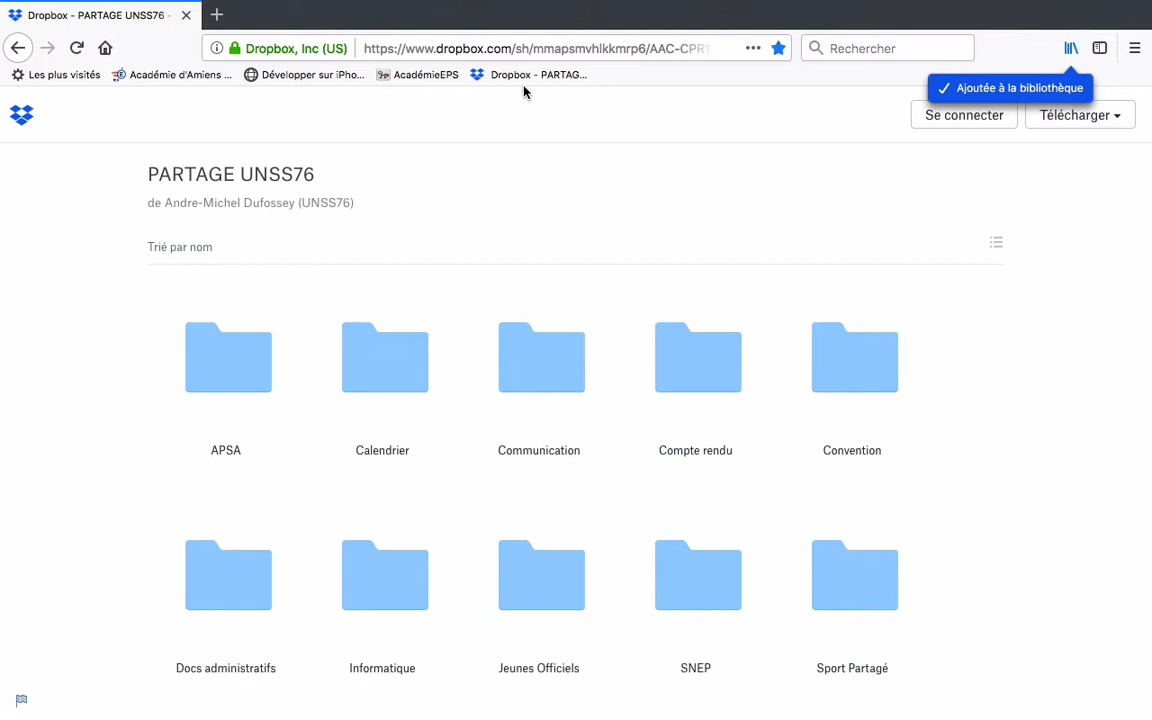 Dropbox - PARTAGE UNSS76 -
Dropbox, Inc (US)
https://www.dropbox.com/sh/mmapsmvhlkkmrp6/AAC-CPR1
Rechercher
Les plus visités
Académie d'Amiens ...
Développer sur iPho...
AcadémieEPS
Dropbox - PARTAG...
Ajoutée à la bibliothèque
Se connecter
Télécharger
PARTAGE UNSS76
de Andre-Michel Dufossey (UNSS76)
Trié par nom
APSA
Calendrier
Communication
Compte rendu
Convention
Docs administratifs
Informatique
Jeunes Officiels
SNEP
Sport Partagé